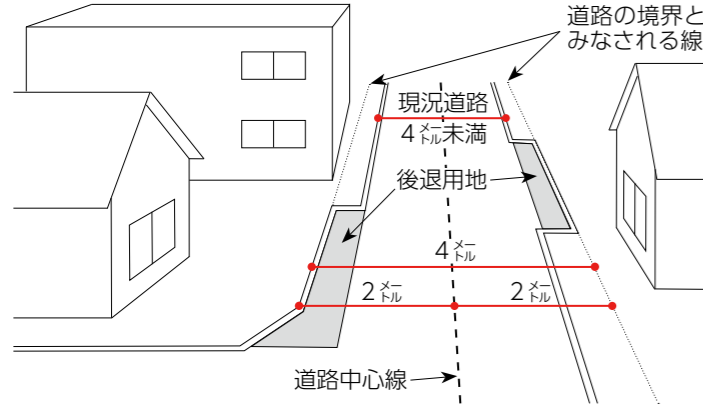 道路の境界と
みなされる線
現況道路
4メートル未満
後退用地
4メートル
2メートル
2メートル
道路中心線